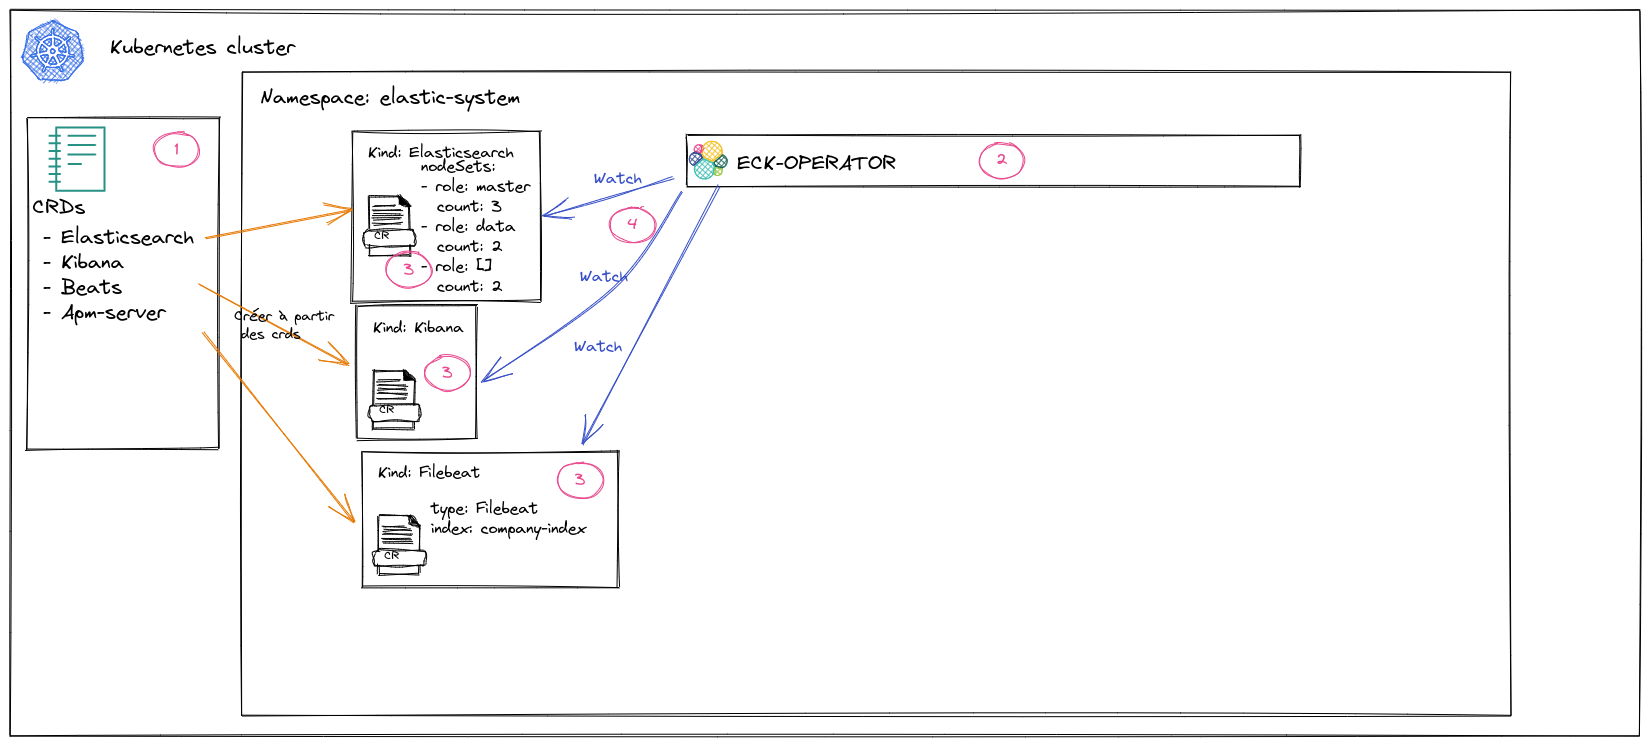 Kubernetes cluster
Namespace: elastic-system
1
CRDs
- Elasticsearch
- Kibana
- Beats
- Apm-server
Créer à partir
des crds
Kind: Elasticsearch
nodeSets:
- role: master
count: 3
- role: data
count: 2
- role: []
count: 2
CR
3
Kind: Kibana
3
CR
Kind: Filebeat
3
type: Filebeat
index: company-index
CR
ECK-OPERATOR
2
Watch
4
Watch
Watch